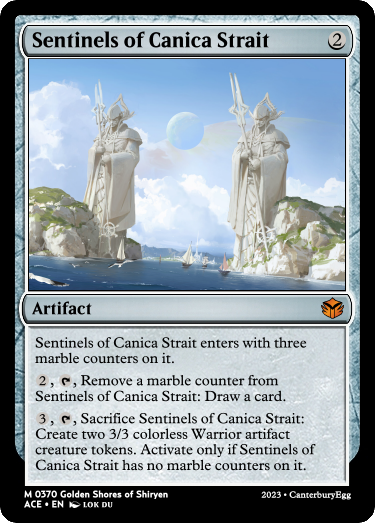 Sentinels of Canica Strait 2
Artifact
Sentinels of Canica Strait enters with three
marble counters on it.
2, , Remove a marble counter from
Sentinels of Canica Strait: Draw a card.
3, , Sacrifice Sentinels of Canica Strait:
Create two 3/3 colorless Warrior artifact
creature tokens. Activate only if Sentinels of
Canica Strait has no marble counters on it.
M 0370 Golden Shores of Shiryen
ACE • EN LOK DU
2023 • CanterburyEgg